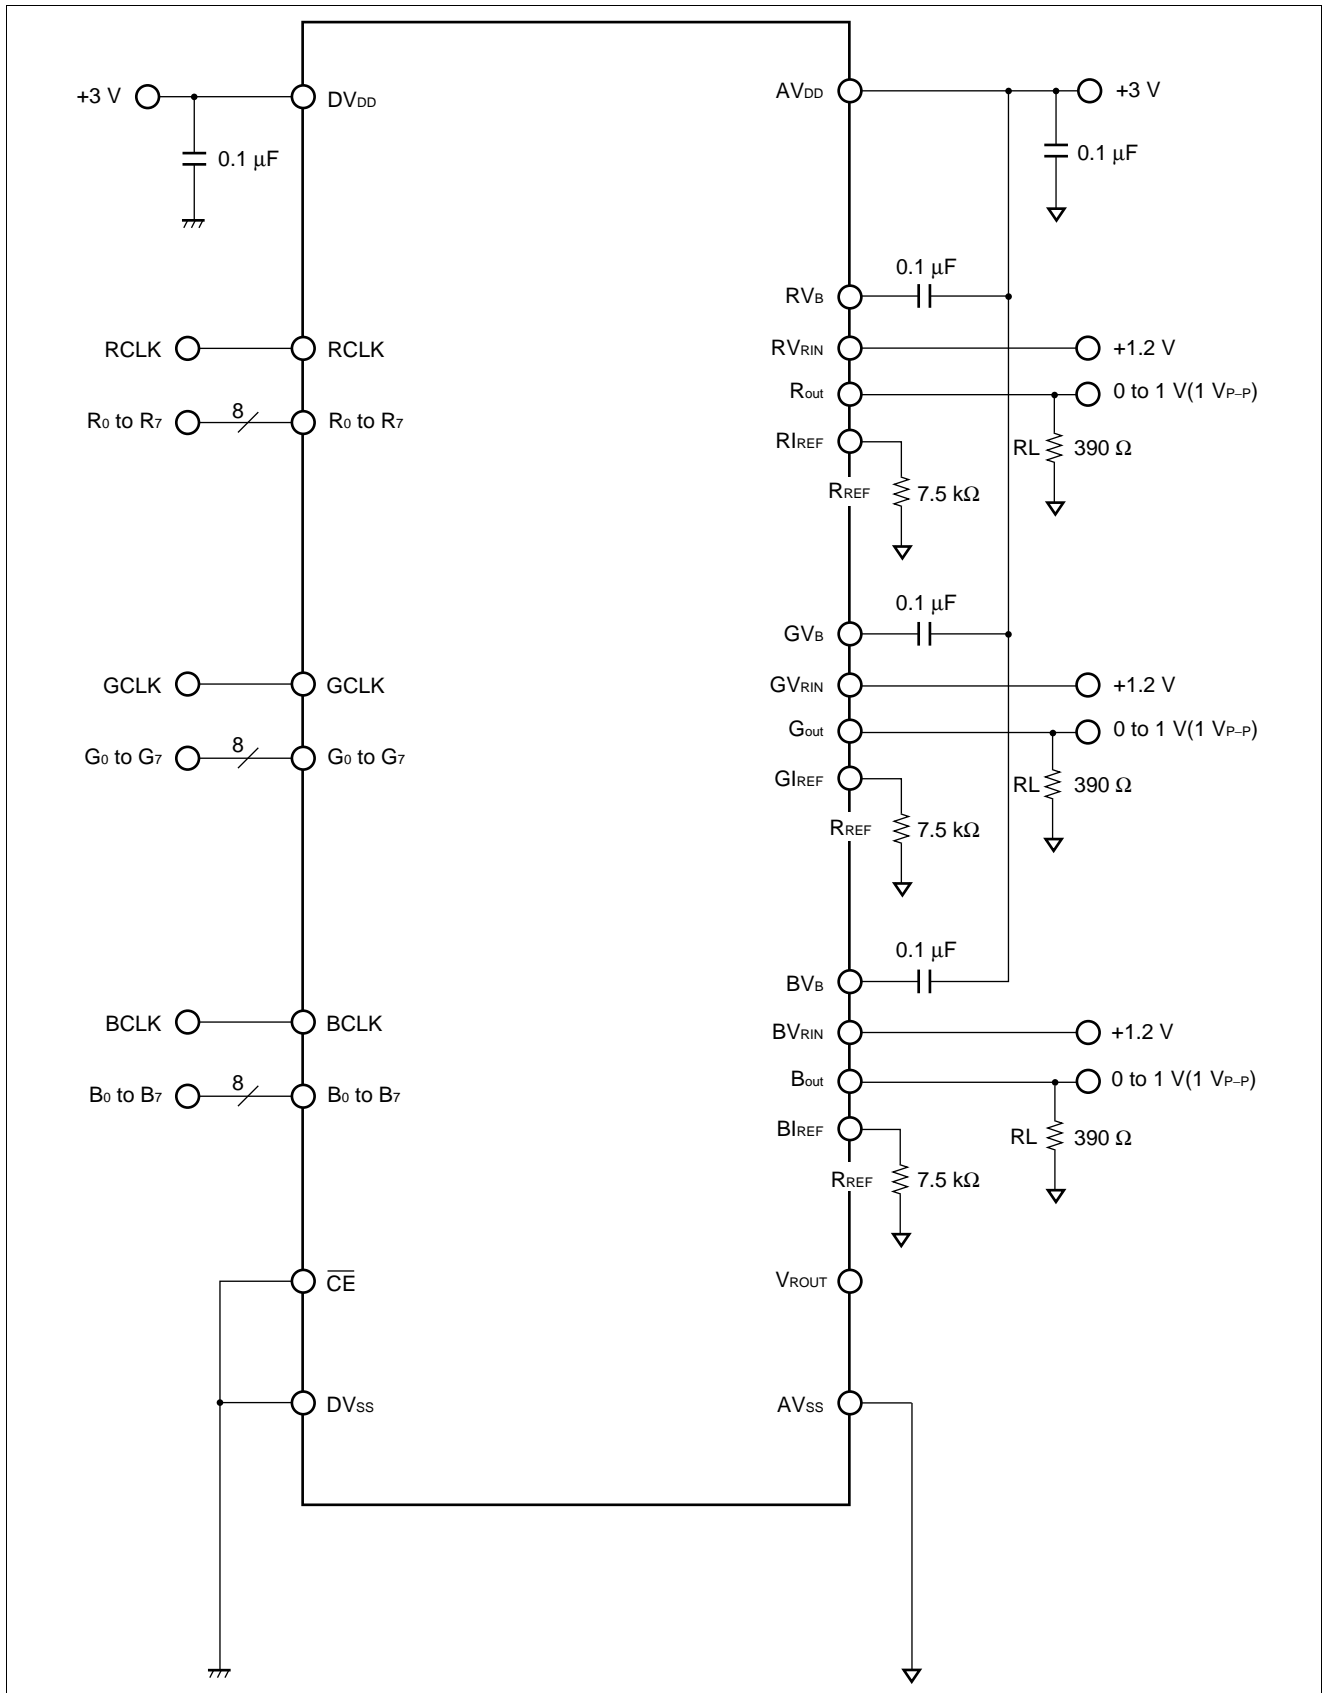 +3 V DVDD AVDD +3 V
0.1 μF 0.1 μF
0.1 μF
RVB
RCLK RCLK RVRIN +1.2 V
Rout 0 to 1 V(1 VP–P)
R0 to R7 8 R0 to R7
RIREF RL 390 Ω
RREF 7.5 kΩ
0.1 μF
GVB
GCLK GCLK GVRIN +1.2 V
Gout 0 to 1 V(1 VP–P)
G0 to G7 8 G0 to G7
GIREF RL 390 Ω
RREF 7.5 kΩ
0.1 μF
BVB
BCLK BCLK BVRIN +1.2 V
Bout 0 to 1 V(1 VP–P)
B0 to B7 8 B0 to B7
BIREF RL 390 Ω
RREF 7.5 kΩ
CE VROUT
DVSS AVSS